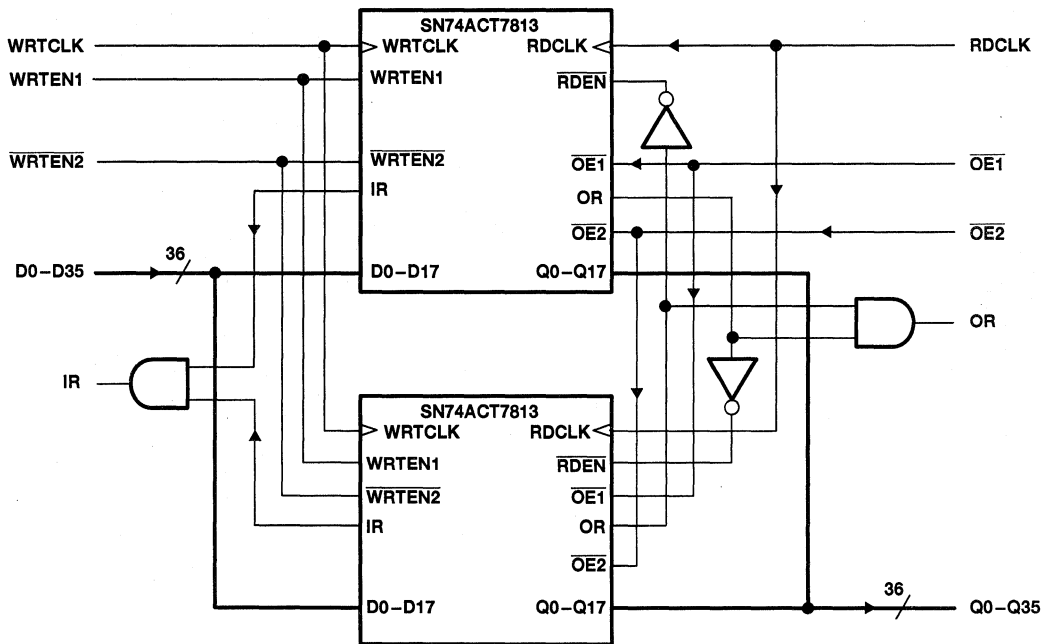 SN74ACT7813
WRTCLK
WRTCLK
RDCLK
RDCLK
WRTEN1
WRTEN1
RDEN
WRTEN2
WRTEN2
OE1
OE1
IR
OR
OE2
OE2
D0–D35
36
D0–D17
Q0–Q17
OR
IR
SN74ACT7813
WRTCLK
RDCLK
WRTEN1
RDEN
WRTEN2
OE1
IR
OR
OE2
D0–D17
Q0–Q17
36
Q0–Q35